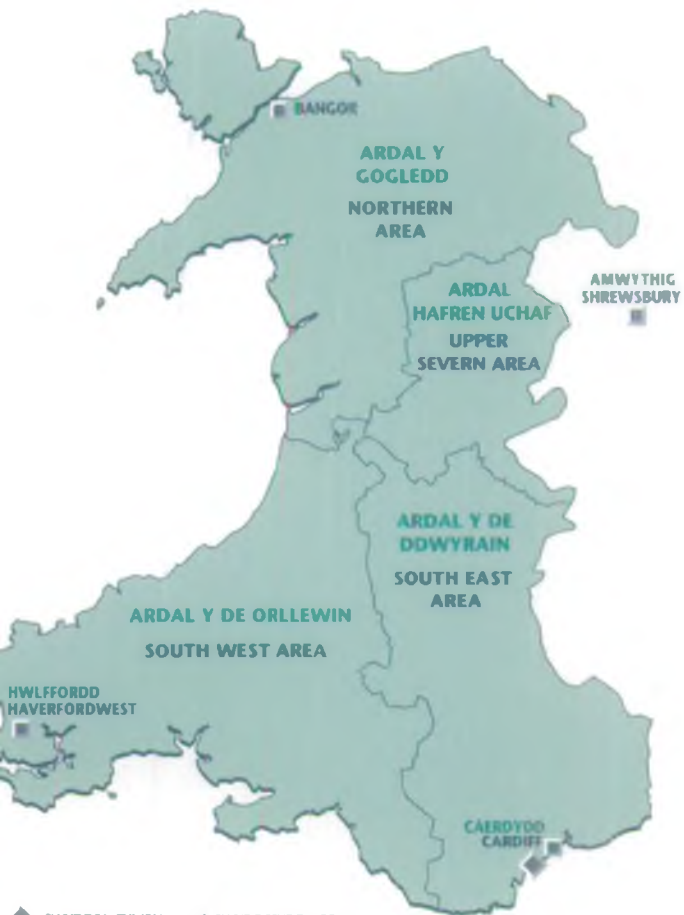 BANGOR
ARDAL Y
GOGLEDD
NORTHERN
AREA
AMWYTHIG
SHREWSBURY
ARDAL
HAFREN UCHAF
UPPER
SEVERN AREA
ARDAL Y DE
DDWYRAIN
SOUTH EAST
AREA
ARDAL Y DE ORLLEWIN
SOUTH WEST AREA
HWLFFORDD
HAVERFORDWEST
CAERDYDD
CARDIFF